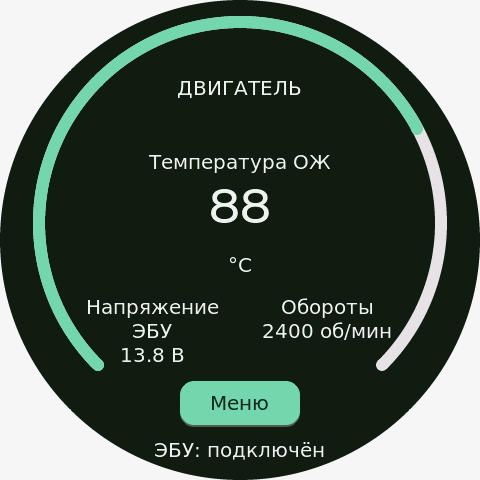 ДВИГАТЕЛЬ
Температура ОЖ
88
°C
Напряжение
ЭБУ
13.8 В
Обороты
2400 об/мин
Меню
ЭБУ: подключён